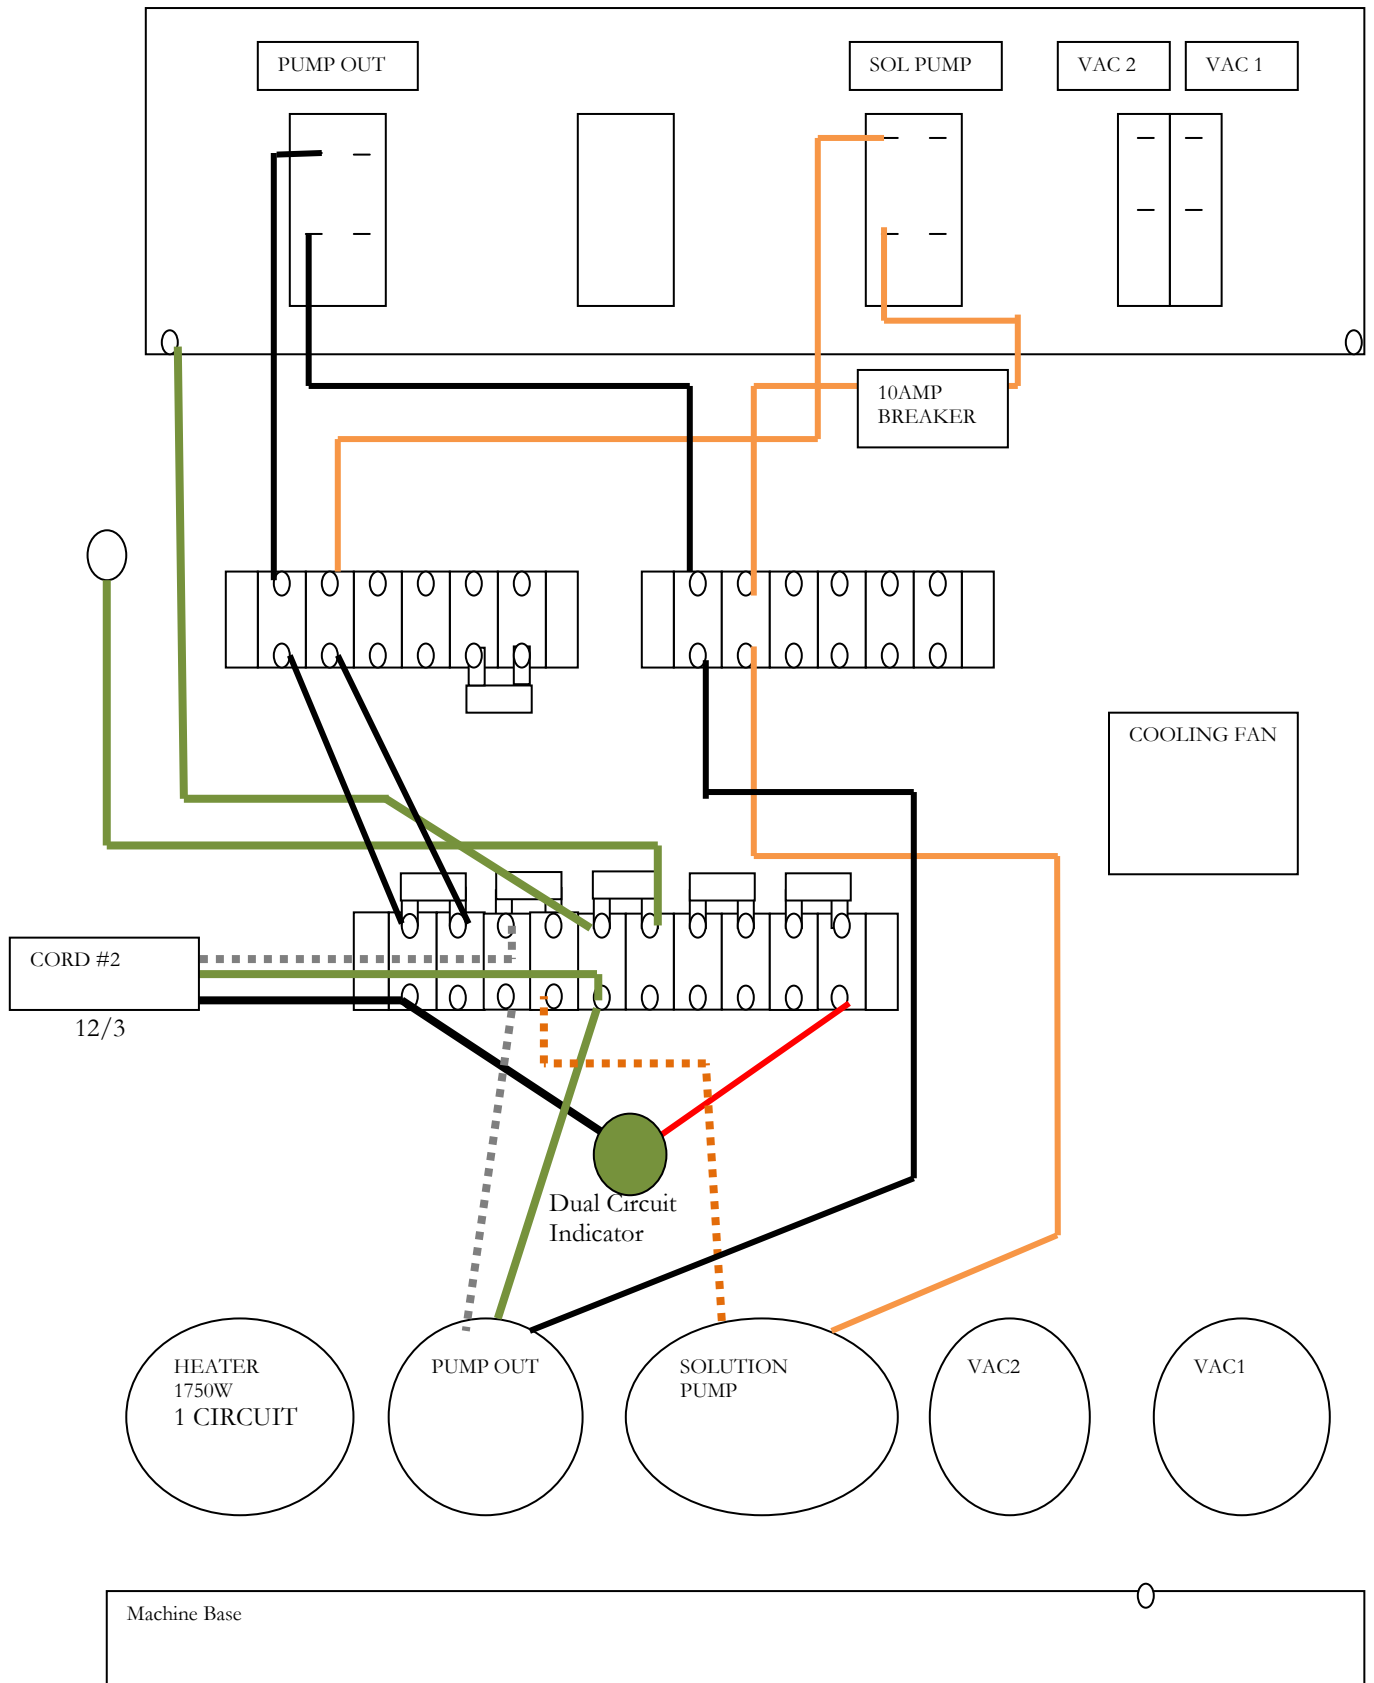 PUMP OUT
SOL PUMP
VAC 2
VAC 1
10AMP
BREAKER
COOLING FAN
CORD #2
12/3
Dual Circuit
Indicator
HEATER
1750W
1 CIRCUIT
PUMP OUT
SOLUTION
PUMP
VAC2
VAC1
Machine Base